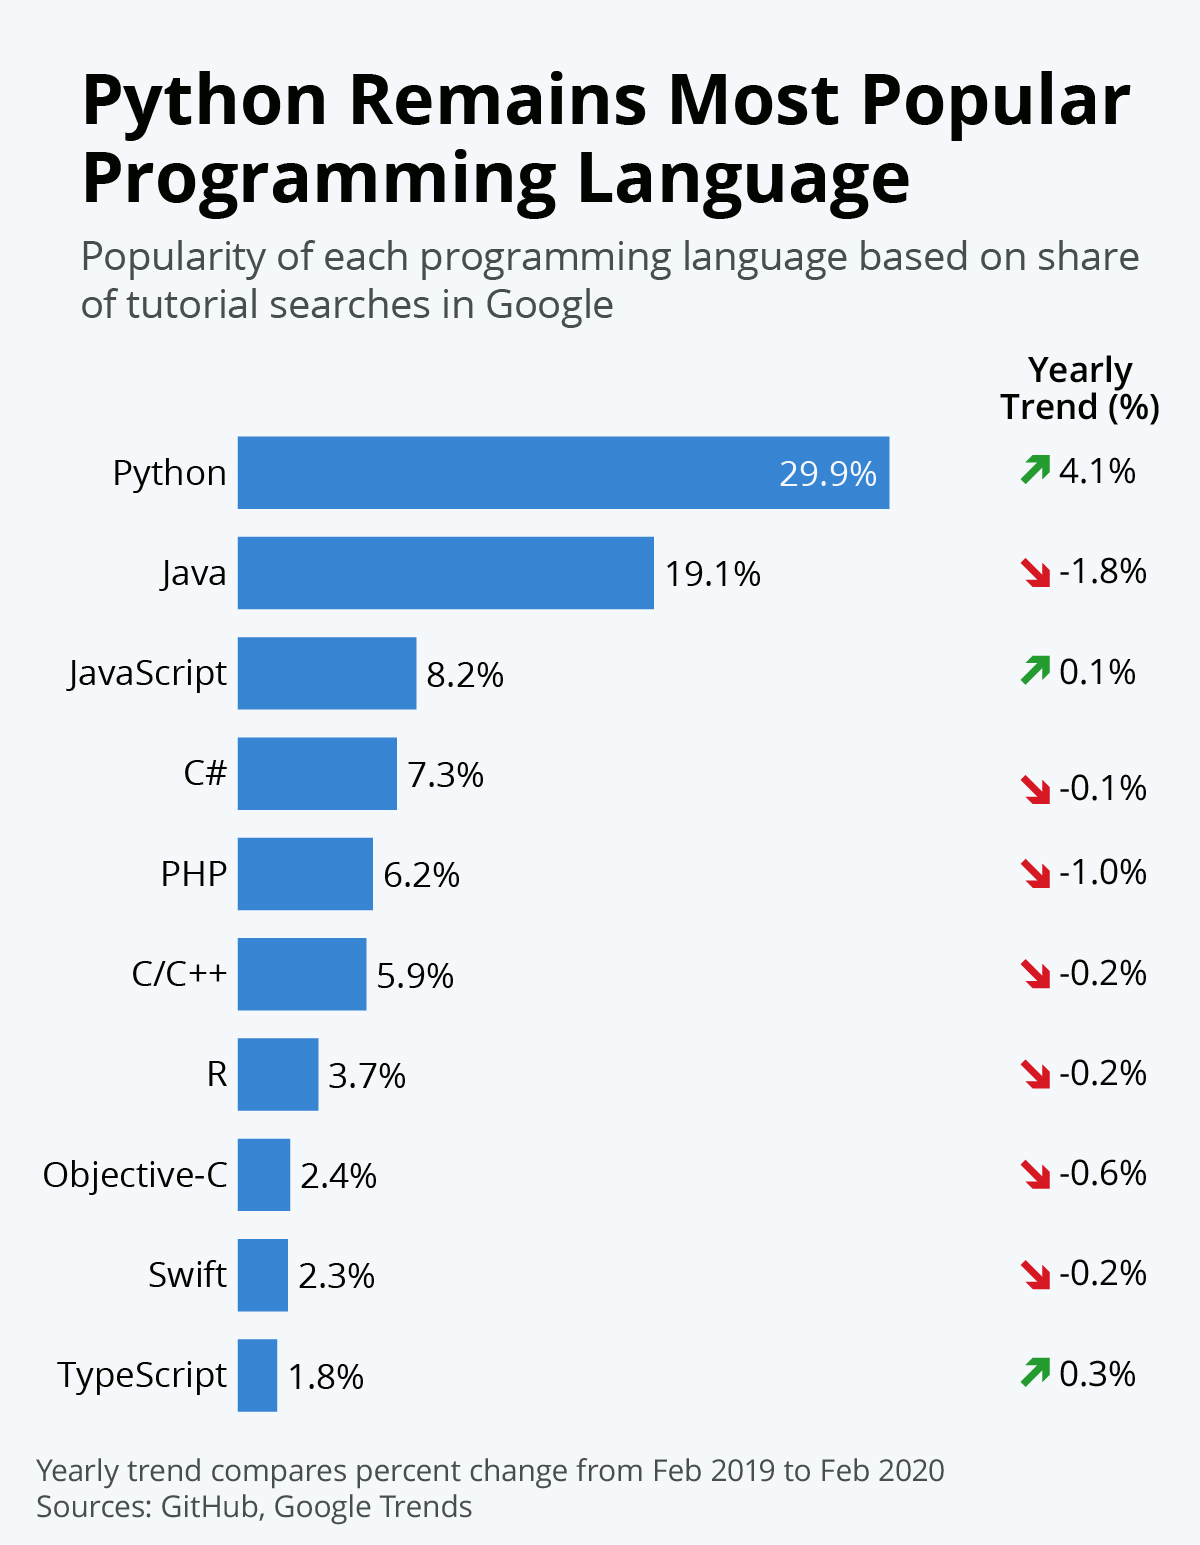 Python Remains Most Popular
Programming Language
Popularity of each programming language based on share
of tutorial searches in Google
Yearly
Trend (%)
Python 29.9% 4.1%
Java 19.1% -1.8%
JavaScript 8.2% 0.1%
C# 7.3% -0.1%
PHP 6.2% -1.0%
C/C++ 5.9% -0.2%
R 3.7% -0.2%
Objective-C 2.4% -0.6%
Swift 2.3% -0.2%
TypeScript 1.8% 0.3%
Yearly trend compares percent change from Feb 2019 to Feb 2020
Sources: GitHub, Google Trends